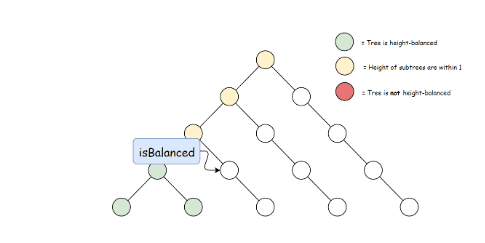 = Tree is height-balanced
= Height of subtrees are within 1
= Tree is not height-balanced
isBalanced